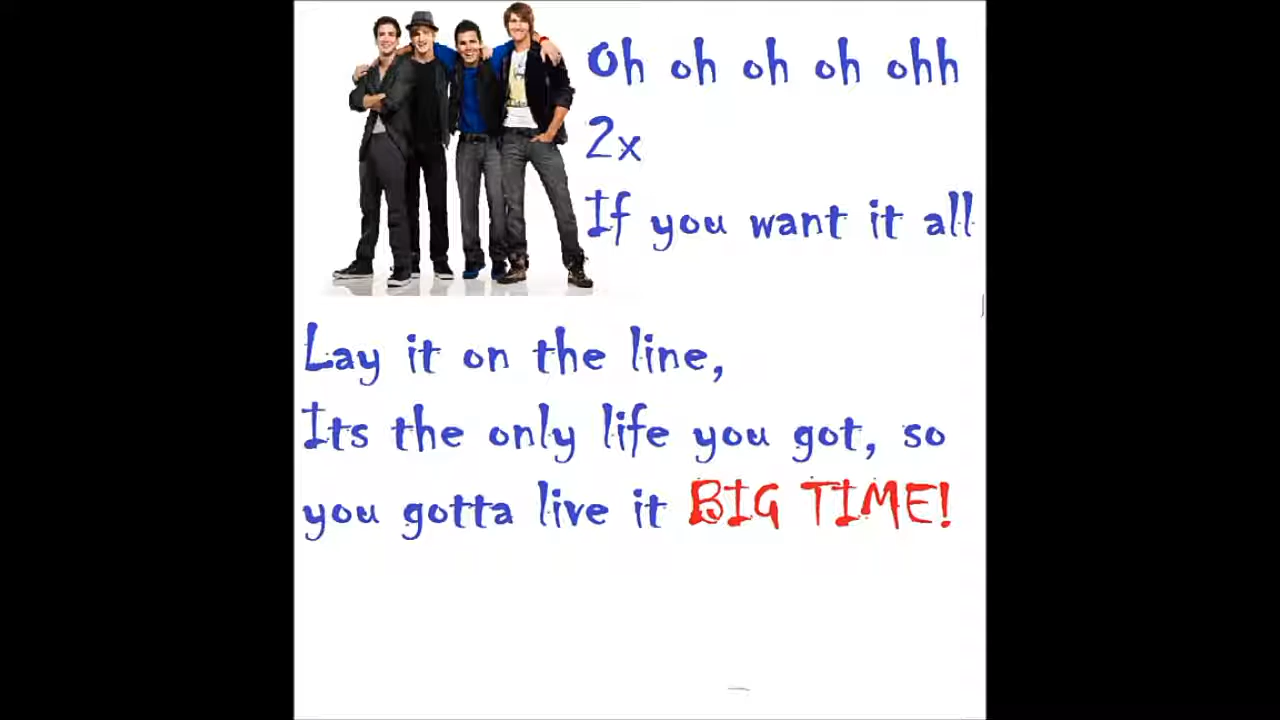 Oh oh oh oh ohh
2x
If you want it all
Lay it on the line,
Its the only life you got, so
you gotta live it BIG TIME!